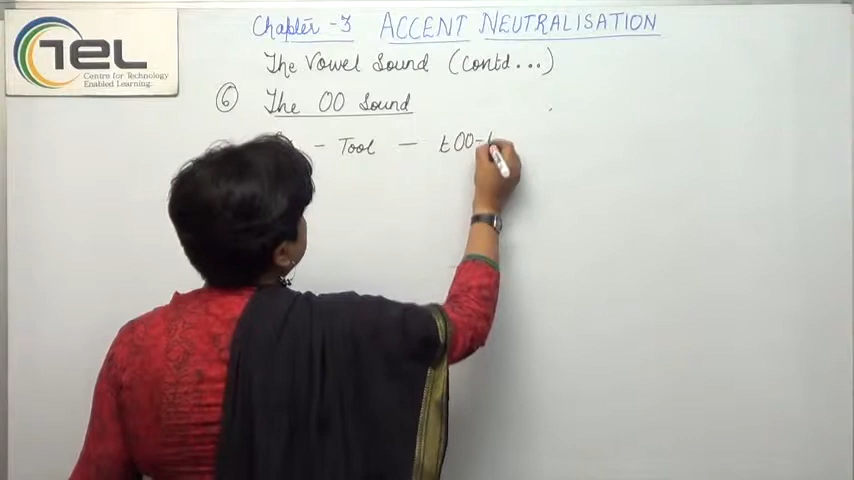 TEL
Centre for Technology
Enabled Learning.
Chapter - 3 ACCENT NEUTRALISATION
The Vowel Sound (contd...)
6 The OO Sound
- Tool - tOO-l